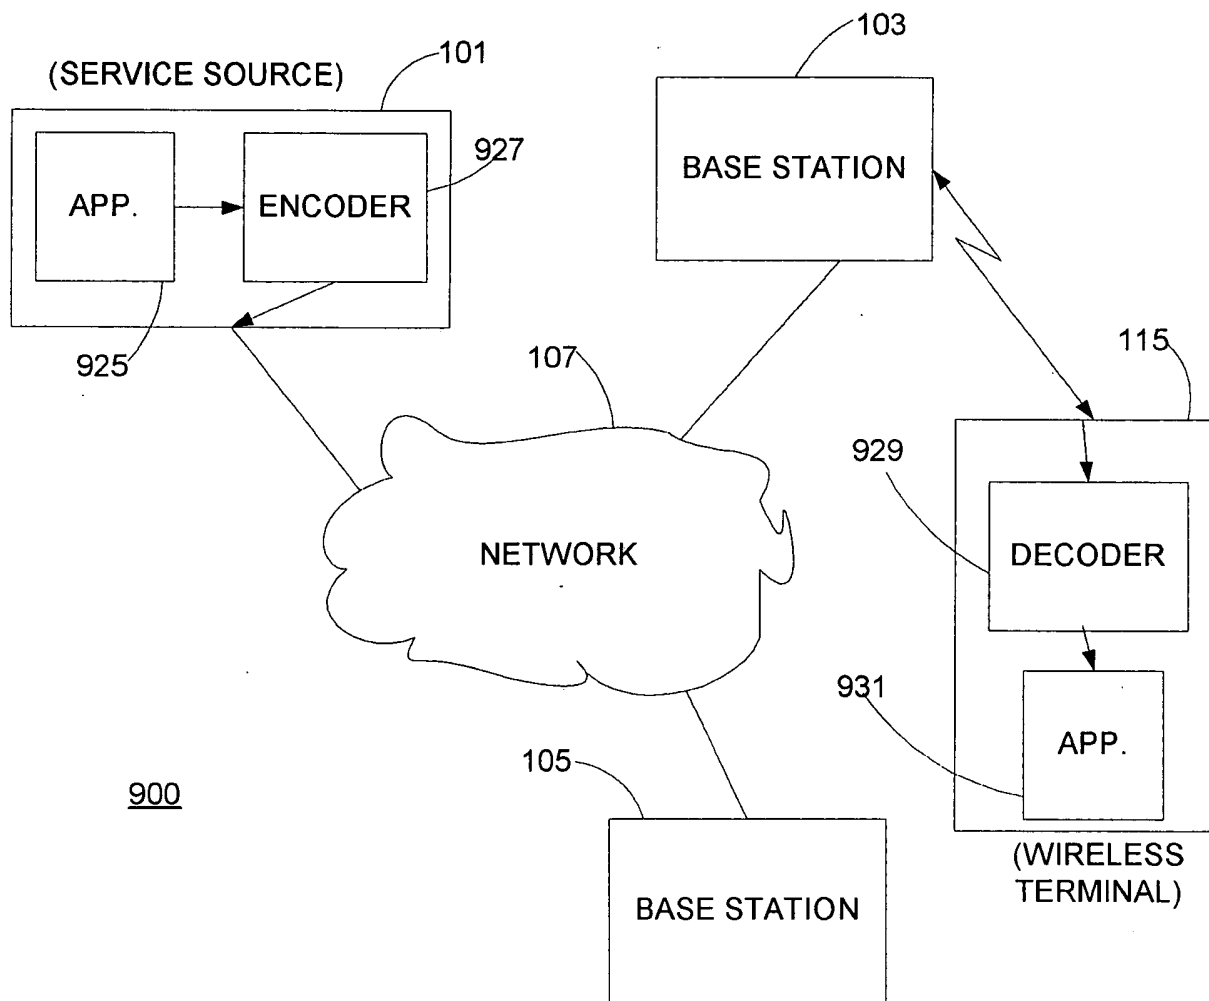 103
101
(SERVICE SOURCE)
927
APP.
ENCODER
BASE STATION
925
107
115
929
NETWORK
DECODER
931
APP.
105
900
(WIRELESS
TERMINAL)
BASE STATION